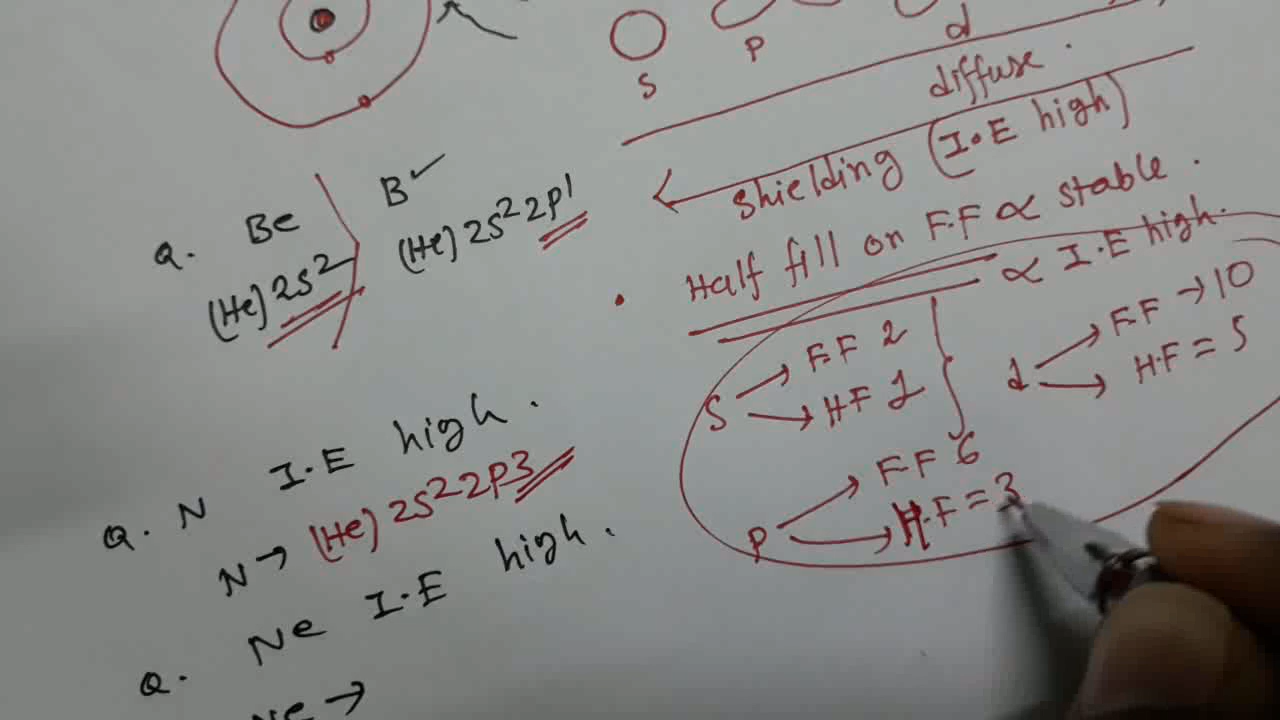 S P d
diffuse.
Shielding (I.E high)
Half fill on F.F ∝ stable.
∝ I.E high.
Q. Be > B ✓
(He) 2S² (He) 2S² 2P1
S → F.F 2
→ H.F 1
d → F.F → 10
→ H.F = 5
P → F.F 6
→ H.F = 3
Q. N I.E high.
N → (He) 2S² 2P3
Q. Ne I.E high.
Ne →